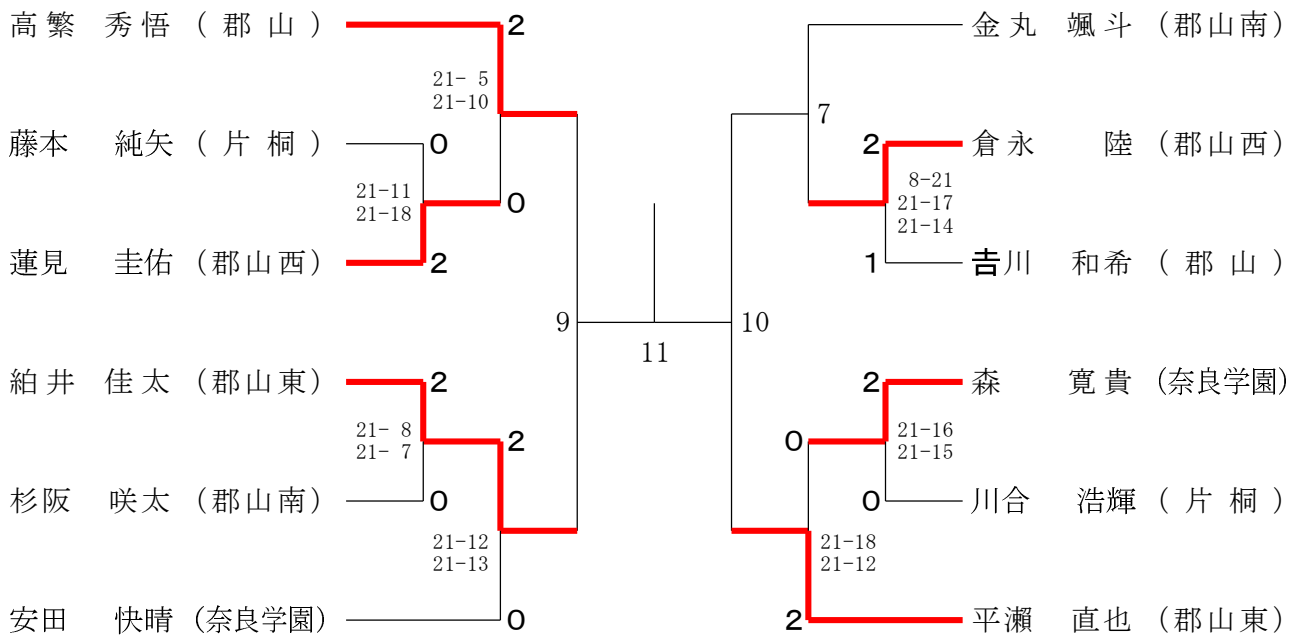 高繁 秀悟 (郡山)
2
21- 5
21-10
藤本 純矢 (片桐)
0
21-11
21-18
0
蓮見 圭佑 (郡山西)
2
9
紬井 佳太 (郡山東)
2
21- 8
21- 7
2
杉阪 咲太 (郡山南)
0
21-12
21-13
安田 快晴 (奈良学園)
0
11
金丸 颯斗 (郡山南)
7
2
倉永 陸 (郡山西)
8-21
21-17
21-14
1
𠮷川 和希 (郡山)
10
2
森 寛貴 (奈良学園)
0
21-16
21-15
0
川合 浩輝 (片桐)
21-18
21-12
2
平瀬 直也 (郡山東)